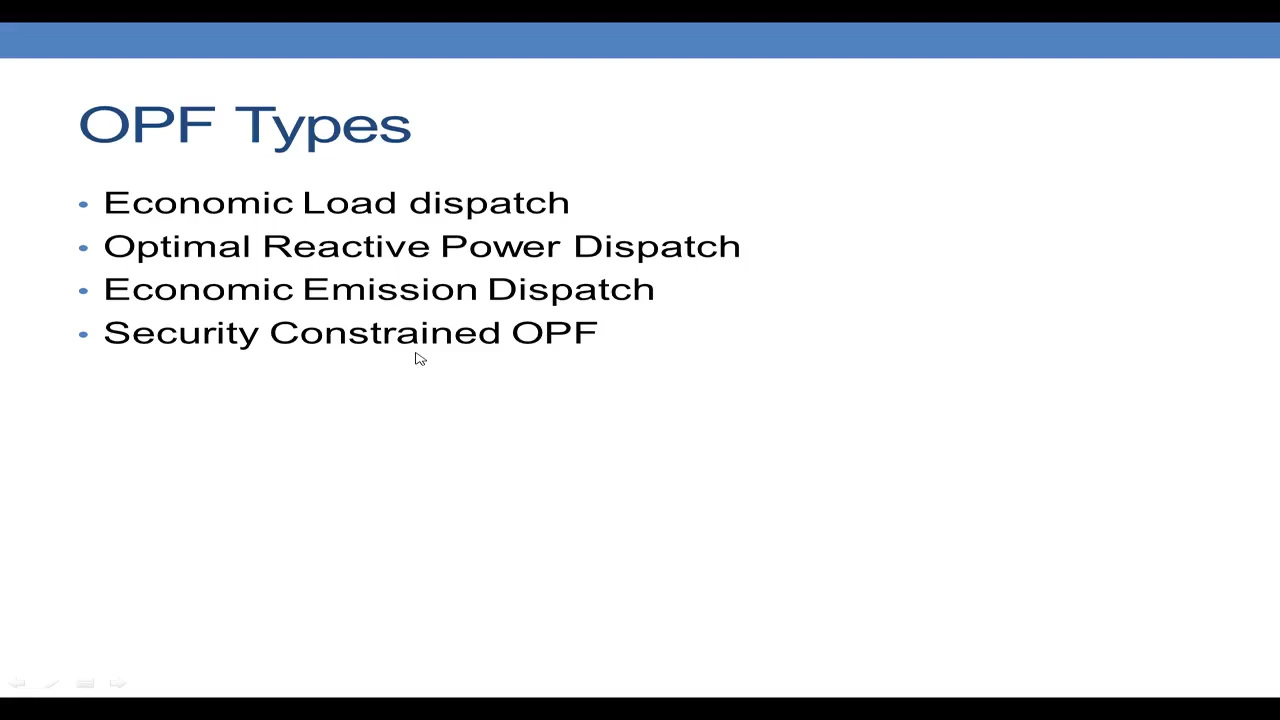 OPF Types
• Economic Load dispatch
• Optimal Reactive Power Dispatch
• Economic Emission Dispatch
• Security Constrained OPF